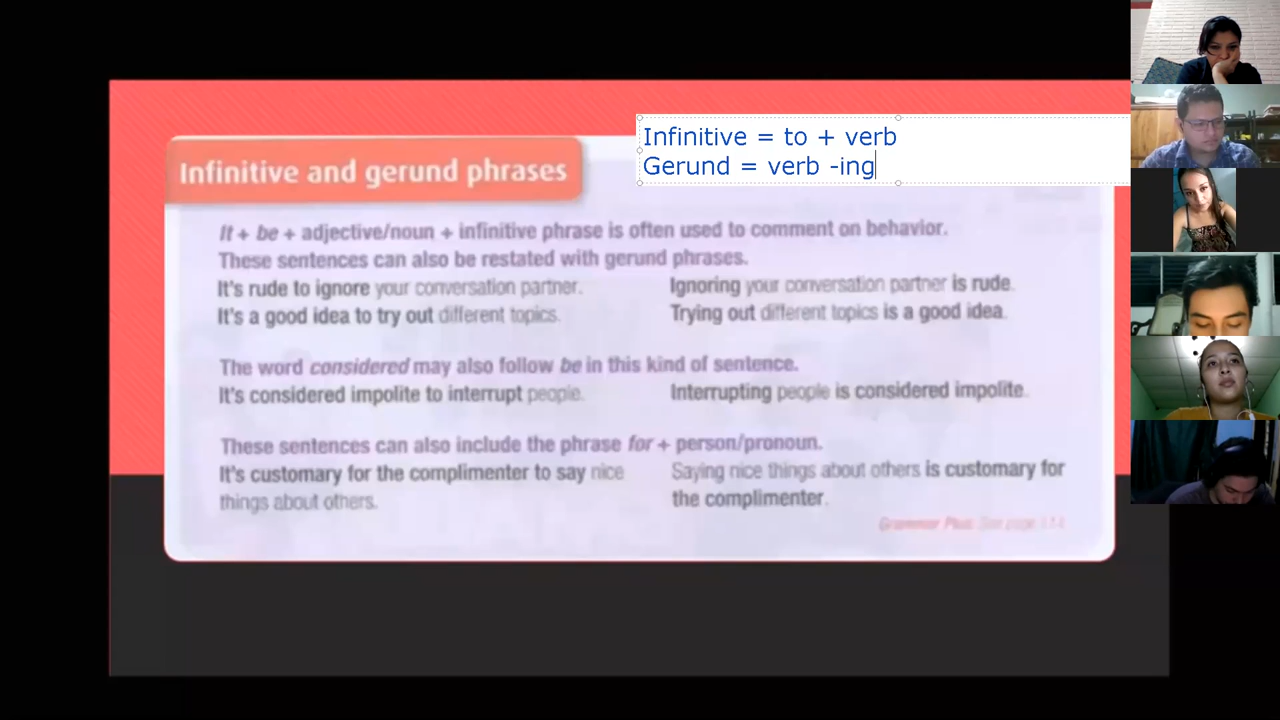 Infinitive = to + verb
Gerund = verb -ing
Infinitive and gerund phrases
It + be + adjective/noun + infinitive phrase is often used to comment on behavior.
These sentences can also be restated with gerund phrases.
It's rude to ignore your conversation partner.
Ignoring your conversation partner is rude.
It's a good idea to try out different topics.
Trying out different topics is a good idea.
The word considered may also follow be in this kind of sentence.
It's considered impolite to interrupt people.
Interrupting people is considered impolite.
These sentences can also include the phrase for + person/pronoun.
It's customary for the complimenter to say nice
things about others.
Saying nice things about others is customary for
the complimenter.
Grammar Plus: See page